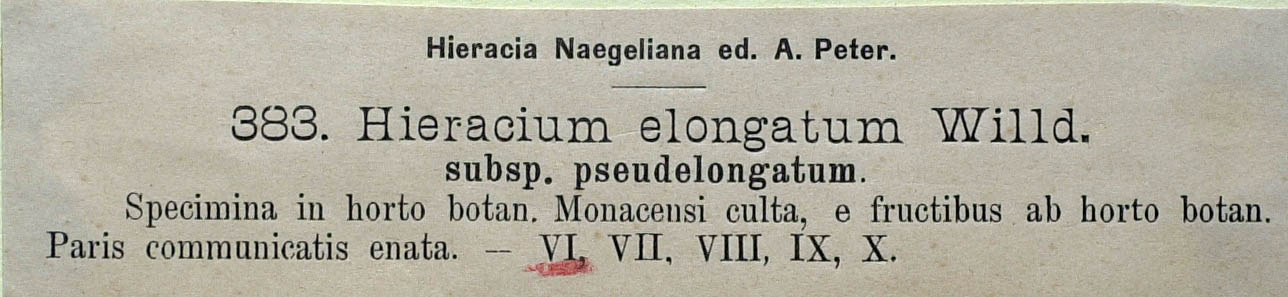 Hieracia Naegeliana ed. A. Peter.
383. Hieracium elongatum Willd.
subsp. pseudelongatum.
Specimina in horto botan. Monacensi culta, e fructibus ab horto botan.
Paris communicatis enata. — VI, VII, VIII, IX, X.